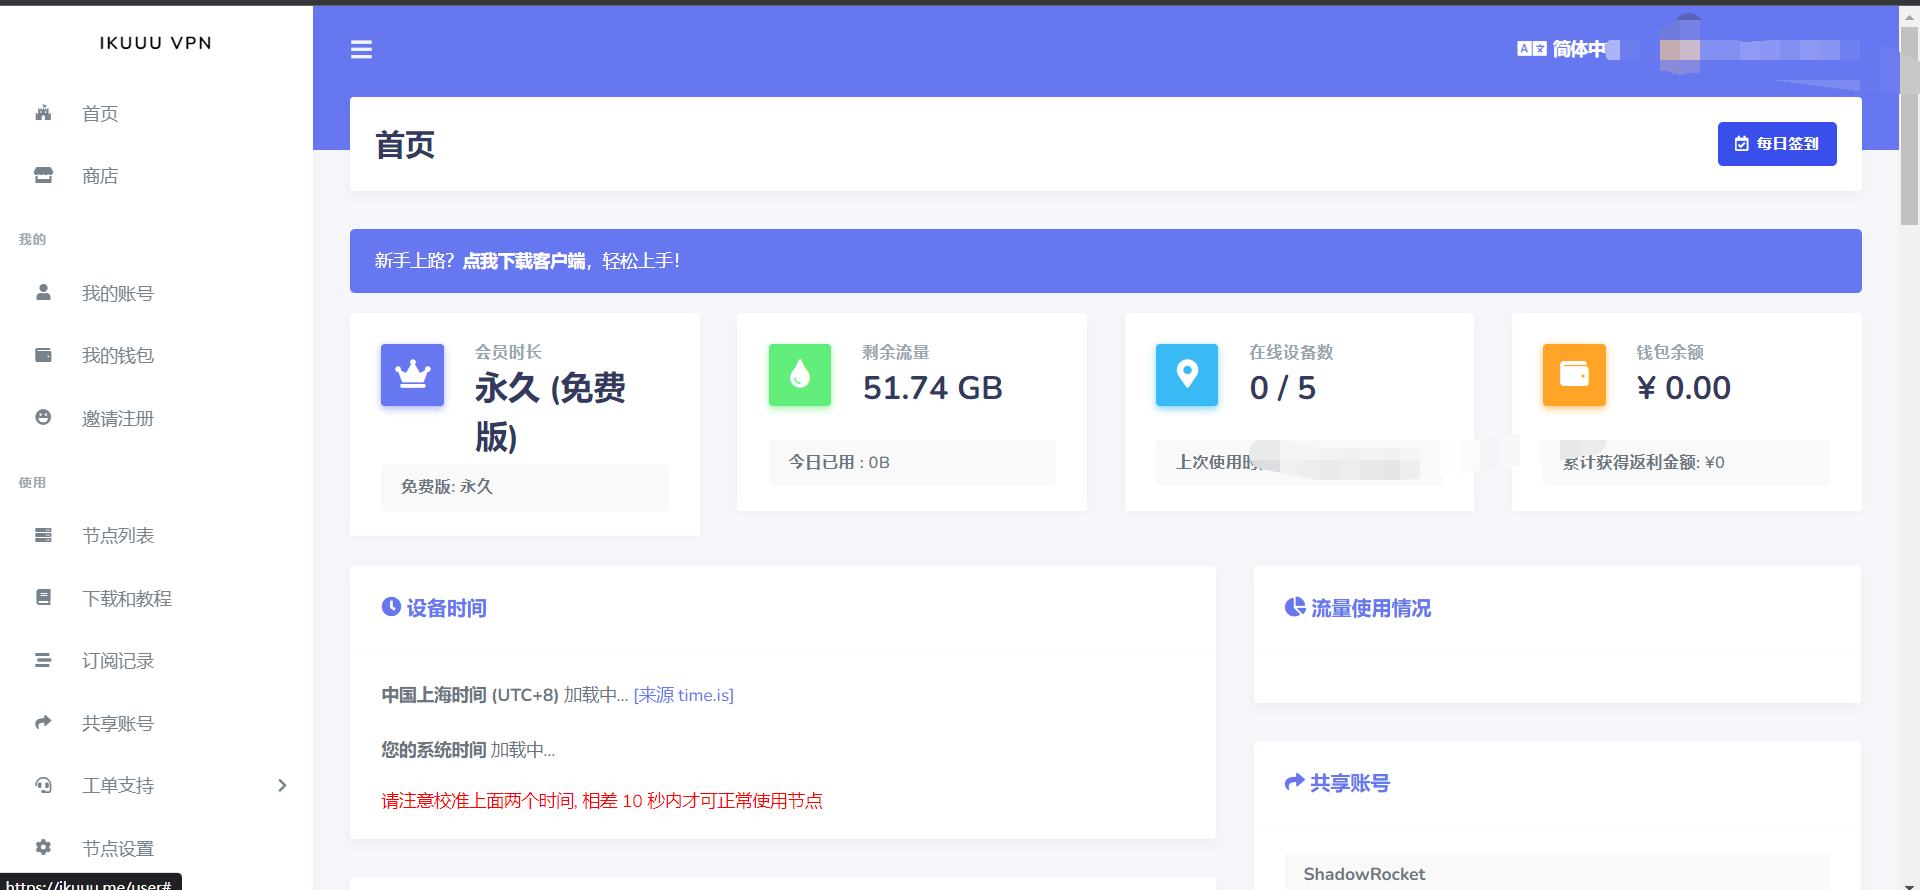 IKUUU VPN
首页
商店
我的
我的账号
我的钱包
邀请注册
使用
节点列表
下载和教程
订阅记录
共享账号
工单支持
节点设置
https://ikuuu.me/user#
简体中
首页
每日签到
新手上路？点我下载客户端，轻松上手！
会员时长
永久 (免费
版)
免费版: 永久
剩余流量
51.74 GB
今日已用 : 0B
在线设备数
0 / 5
上次使用时
钱包余额
¥ 0.00
累计获得返利金额: ¥0
设备时间
中国上海时间 (UTC+8) 加载中... [来源 time.is]
您的系统时间 加载中...
请注意校准上面两个时间, 相差 10 秒内才可正常使用节点
流量使用情况
共享账号
ShadowRocket